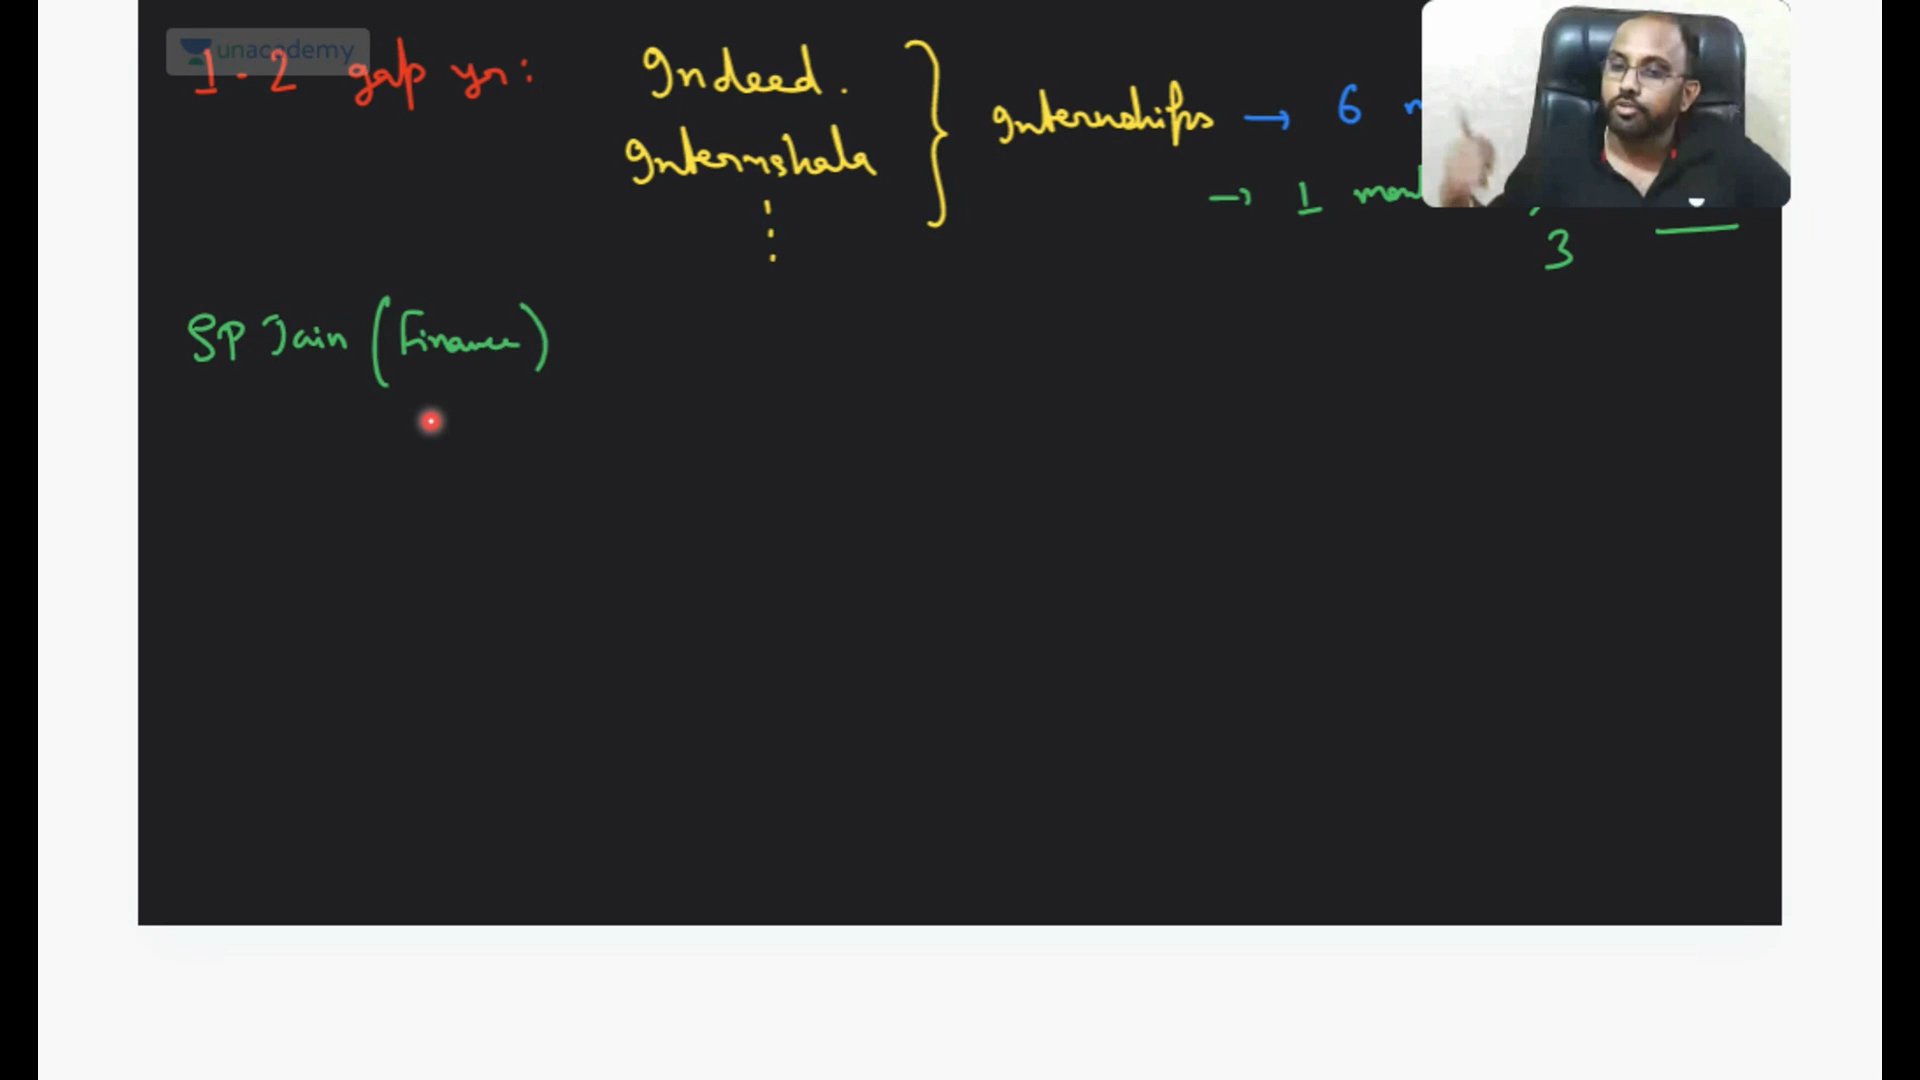 unacademy
1-2 gap yr:
Indeed.
Internshala
Internships → 6
→ 1
3
SP Jain (Finance)